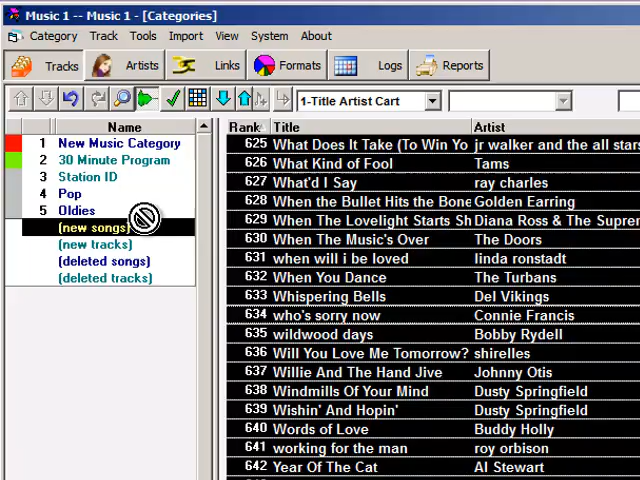 Music 1 -- Music 1 - [Categories]
Category Track Tools Import View System About
Tracks Artists Links Formats Logs Reports
1-Title Artist Cart
Name
1 New Music Category
2 30 Minute Program
3 Station ID
4 Pop
5 Oldies
(new songs)
(new tracks)
(deleted songs)
(deleted tracks)
Rank Title Artist
625 What Does It Take (To Win Yo jr walker and the all stars
626 What Kind of Fool Tams
627 What'd I Say ray charles
628 When the Bullet Hits the Bone Golden Earring
629 When The Lovelight Starts Sh Diana Ross & The Suprem
630 When The Music's Over The Doors
631 when will i be loved linda ronstadt
632 When You Dance The Turbans
633 Whispering Bells Del Vikings
634 who's sorry now Connie Francis
635 wildwood days Bobby Rydell
636 Will You Love Me Tomorrow? shirelles
637 Willie And The Hand Jive Johnny Otis
638 Windmills Of Your Mind Dusty Springfield
639 Wishin' And Hopin' Dusty Springfield
640 Words of Love Buddy Holly
641 working for the man roy orbison
642 Year Of The Cat Al Stewart